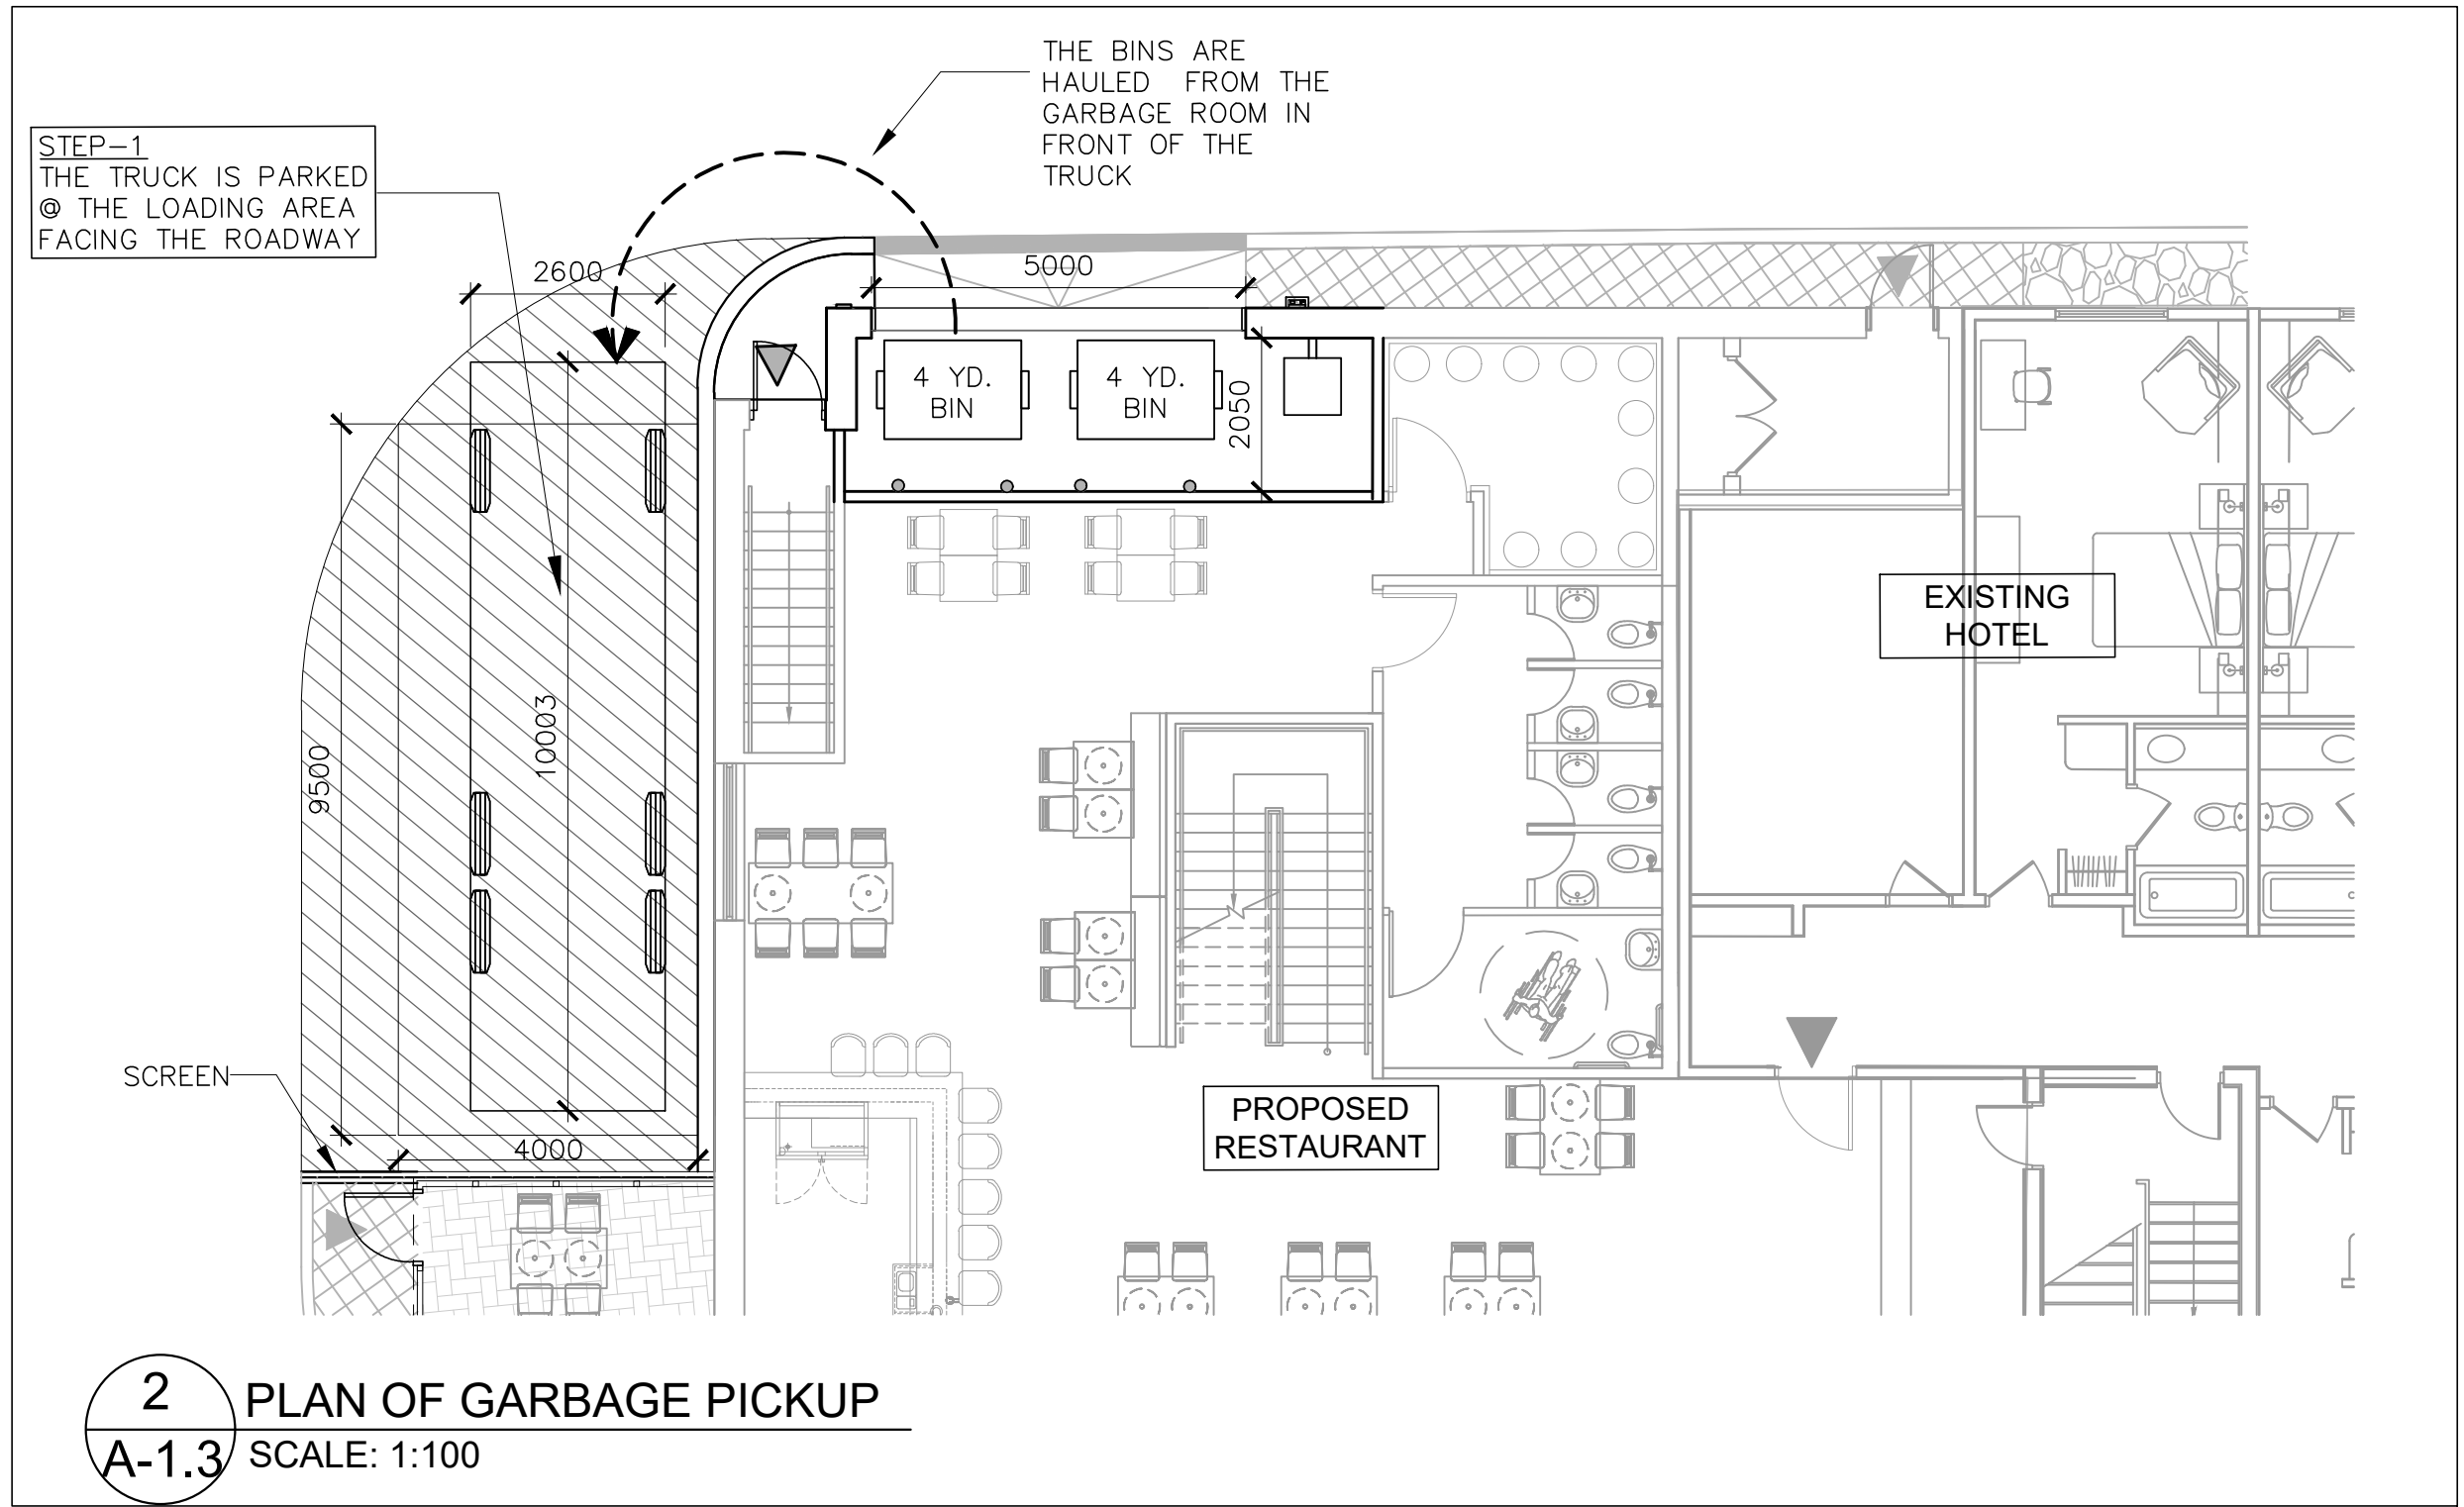 THE BINS ARE
HAULED FROM THE
GARBAGE ROOM IN
FRONT OF THE
TRUCK
STEP-1
THE TRUCK IS PARKED
@ THE LOADING AREA
FACING THE ROADWAY
2600
5000
4 YD.
BIN
4 YD.
BIN
2050
EXISTING
HOTEL
10003
9500
SCREEN
4000
PROPOSED
RESTAURANT
2
A-1.3
PLAN OF GARBAGE PICKUP
SCALE: 1:100